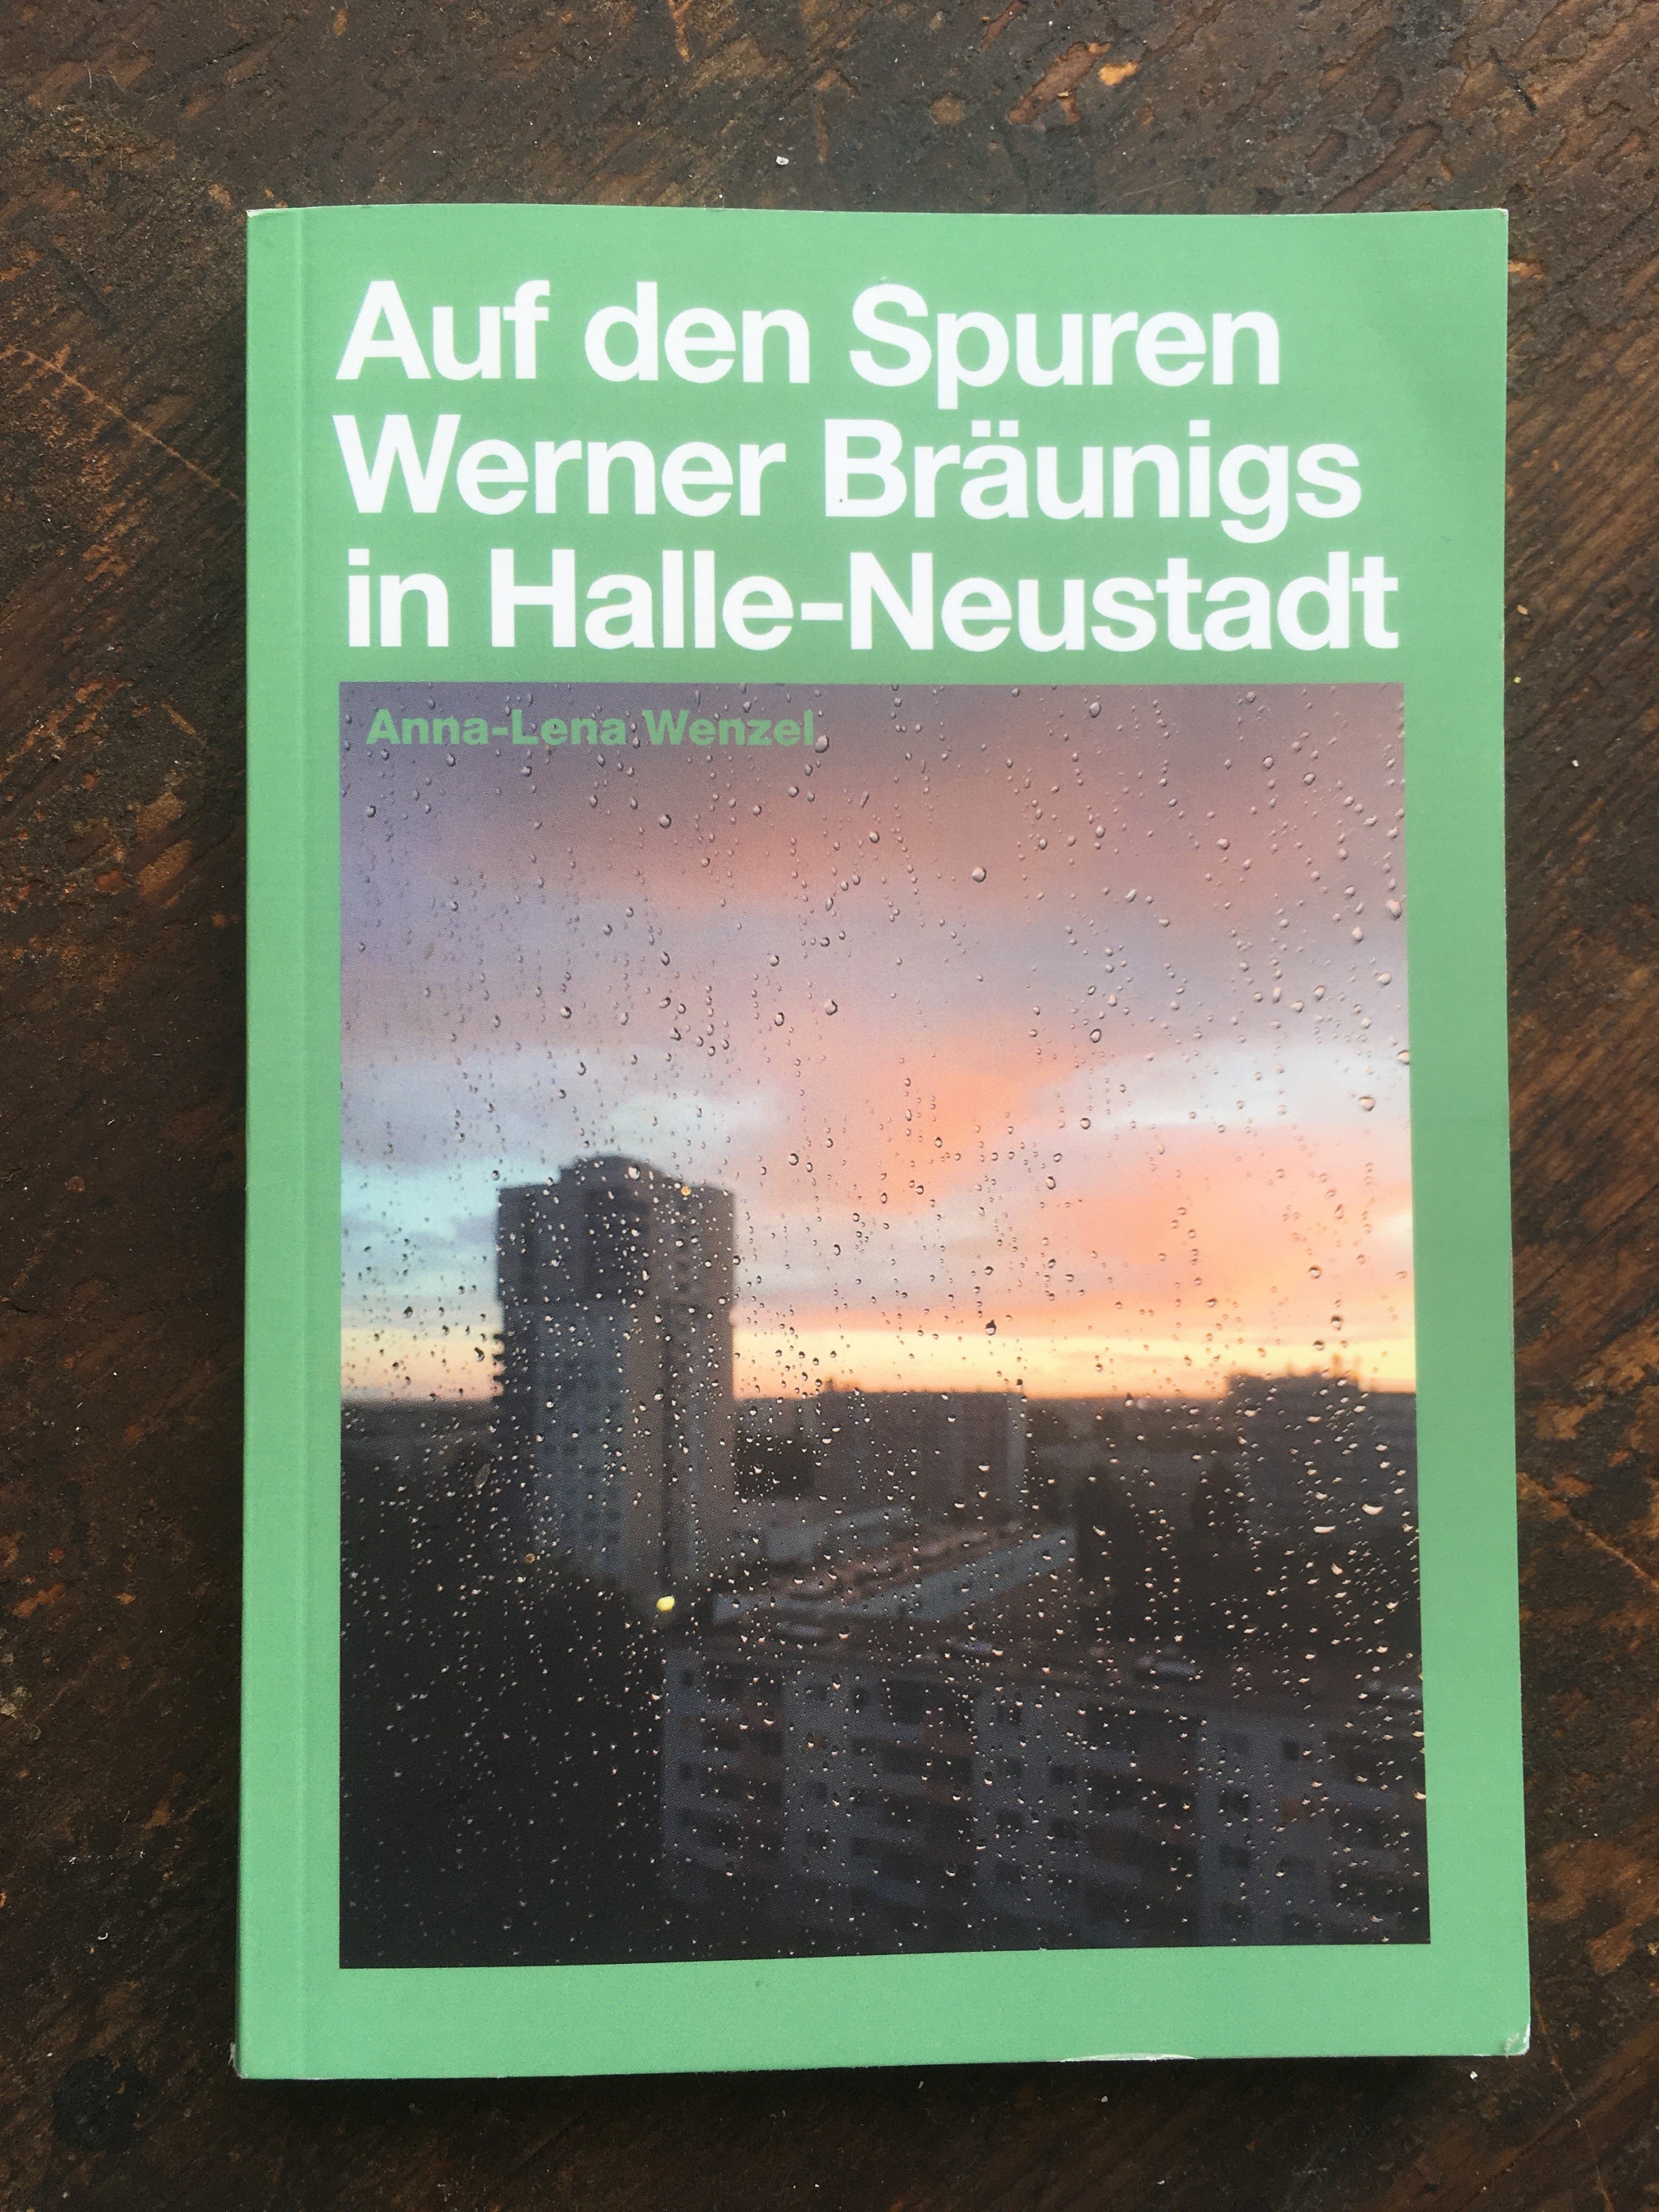 Auf den Spuren
Werner Bräunigs
in Halle-Neustadt
Anna-Lena Wenzel